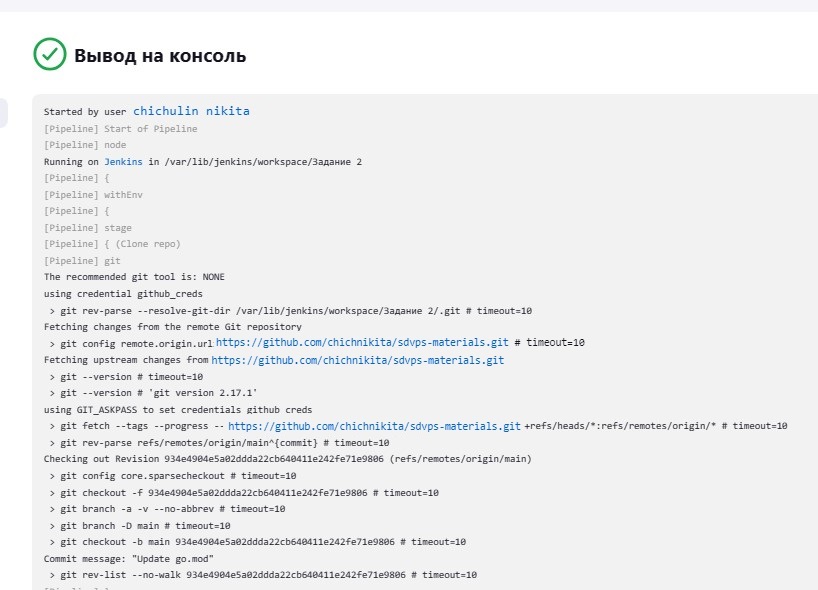 Вывод на консоль
Started by user chichulin nikita
[Pipeline] Start of Pipeline
[Pipeline] node
Running on Jenkins in /var/lib/jenkins/workspace/Задание 2
[Pipeline] {
[Pipeline] withEnv
[Pipeline] {
[Pipeline] stage
[Pipeline] { (Clone repo)
[Pipeline] git
The recommended git tool is: NONE
using credential github_creds
> git rev-parse --resolve-git-dir /var/lib/jenkins/workspace/Задание 2/.git # timeout=10
Fetching changes from the remote Git repository
> git config remote.origin.url https://github.com/chichnikita/sdvps-materials.git # timeout=10
Fetching upstream changes from https://github.com/chichnikita/sdvps-materials.git
> git --version # timeout=10
> git --version # 'git version 2.17.1'
using GIT_ASKPASS to set credentials github creds
> git fetch --tags --progress -- https://github.com/chichnikita/sdvps-materials.git +refs/heads/*:refs/remotes/origin/* # timeout=10
> git rev-parse refs/remotes/origin/main^{commit} # timeout=10
Checking out Revision 934e4904e5a02ddda22cb640411e242fe71e9806 (refs/remotes/origin/main)
> git config core.sparsecheckout # timeout=10
> git checkout -f 934e4904e5a02ddda22cb640411e242fe71e9806 # timeout=10
> git branch -a -v --no-abbrev # timeout=10
> git branch -D main # timeout=10
> git checkout -b main 934e4904e5a02ddda22cb640411e242fe71e9806 # timeout=10
Commit message: "Update go.mod"
> git rev-list --no-walk 934e4904e5a02ddda22cb640411e242fe71e9806 # timeout=10